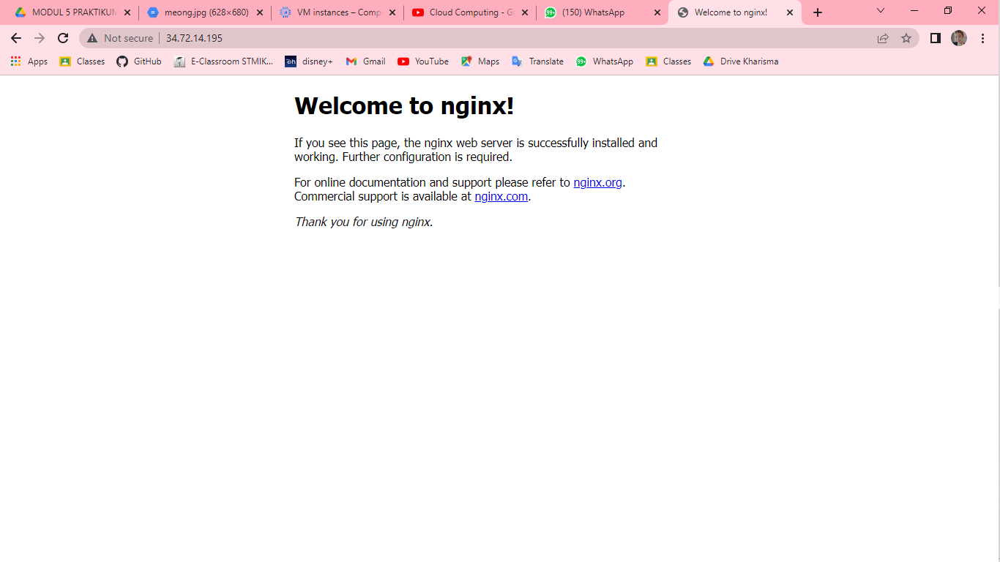 MODUL 5 PRAKTIKUM
meong.jpg (628×680)
VM instances – Comp
Cloud Computing - G
(150) WhatsApp
Welcome to nginx!
Not secure
34.72.14.195
Apps
Classes
GitHub
E-Classroom STMIK...
disney+
Gmail
YouTube
Maps
Translate
99+
WhatsApp
Classes
Drive Kharisma
Welcome to nginx!
If you see this page, the nginx web server is successfully installed and
working. Further configuration is required.
For online documentation and support please refer to nginx.org.
Commercial support is available at nginx.com.
Thank you for using nginx.